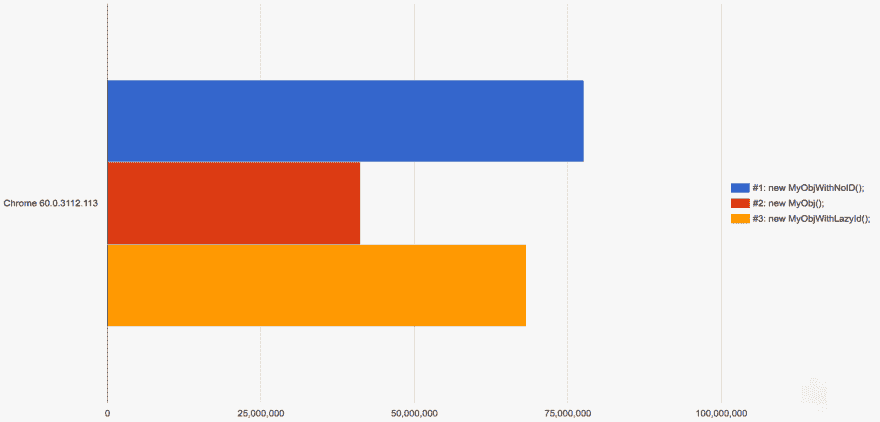 Chrome 60.0.3112.113
#1: new MyObjWithNoID();
#2: new MyObj();
#3: new MyObjWithLazyId();
0 25,000,000 50,000,000 75,000,000 100,000,000